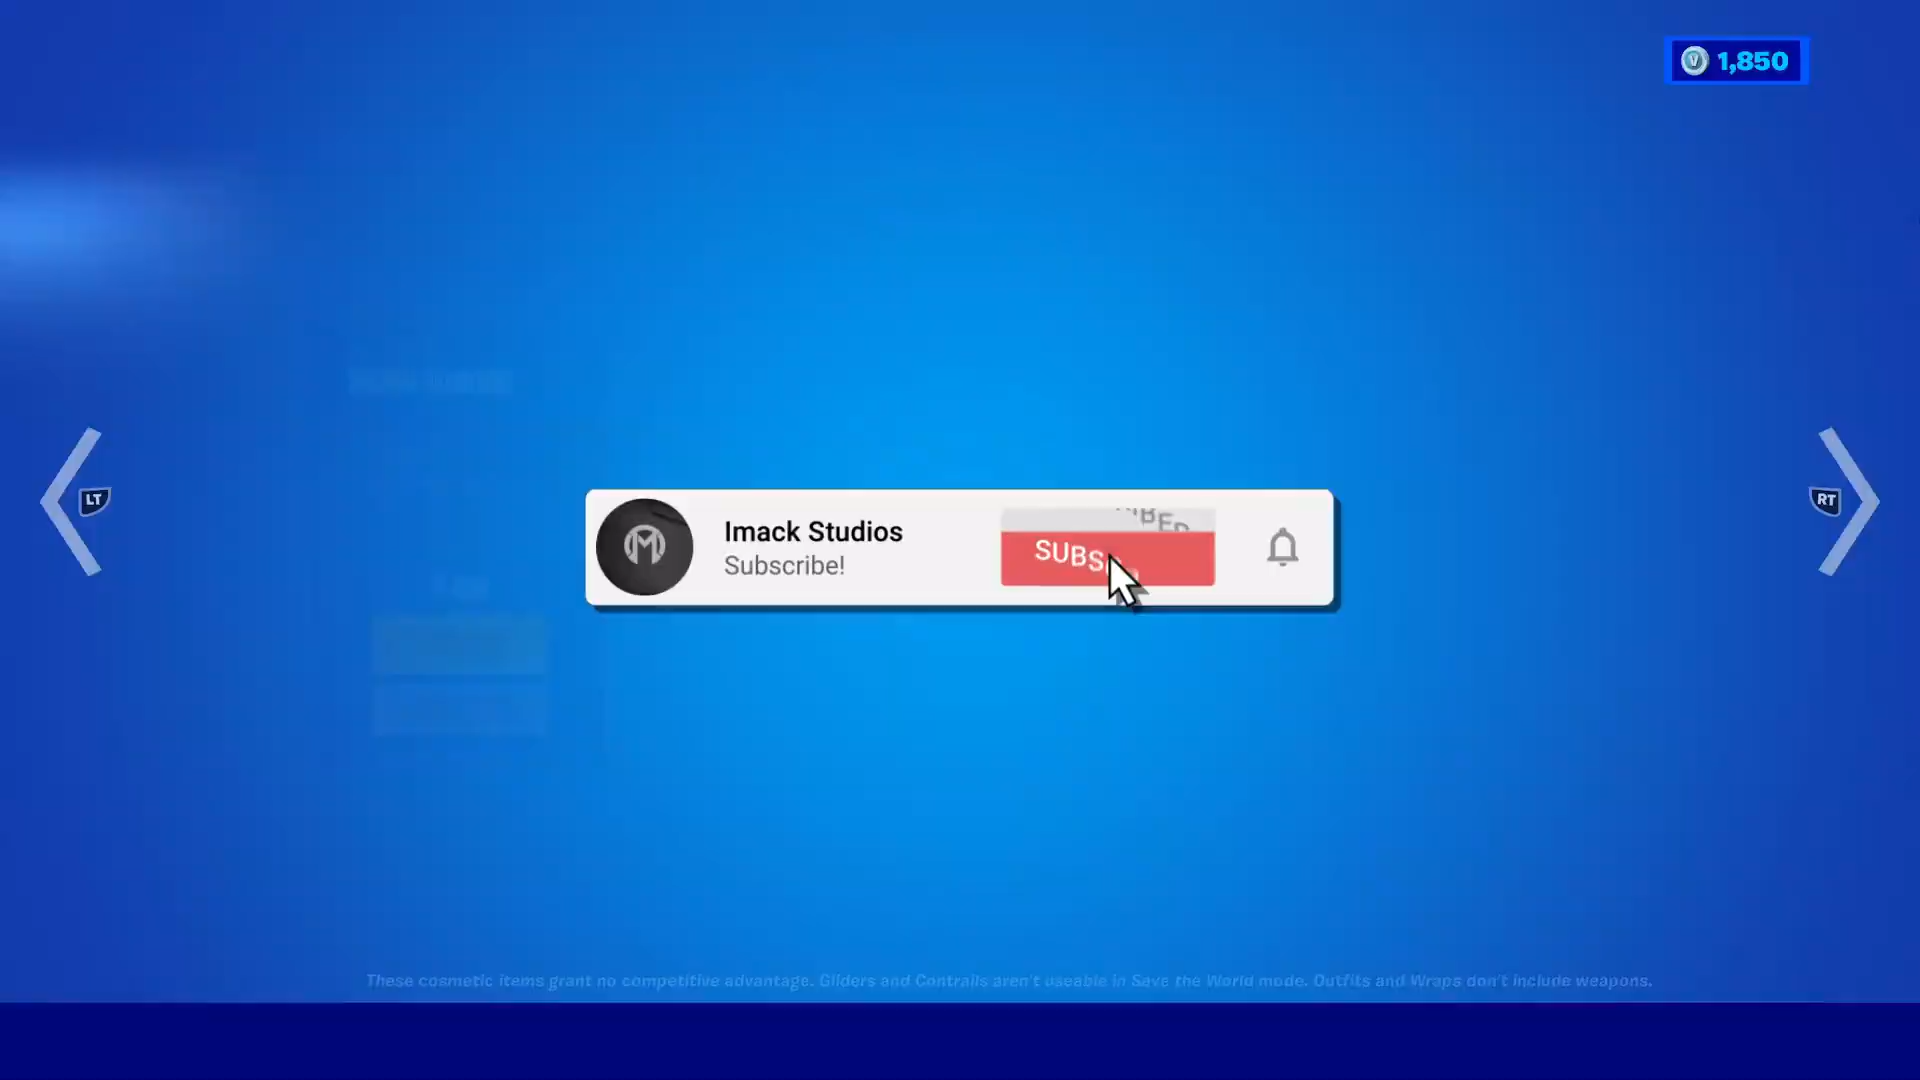 1,850
LT
RT
Imack Studios
Subscribe!
SUBS
These cosmetic items grant no competitive advantage. Gliders and Contrails aren't useable in Save the World mode. Outfits and Wraps don't include weapons.